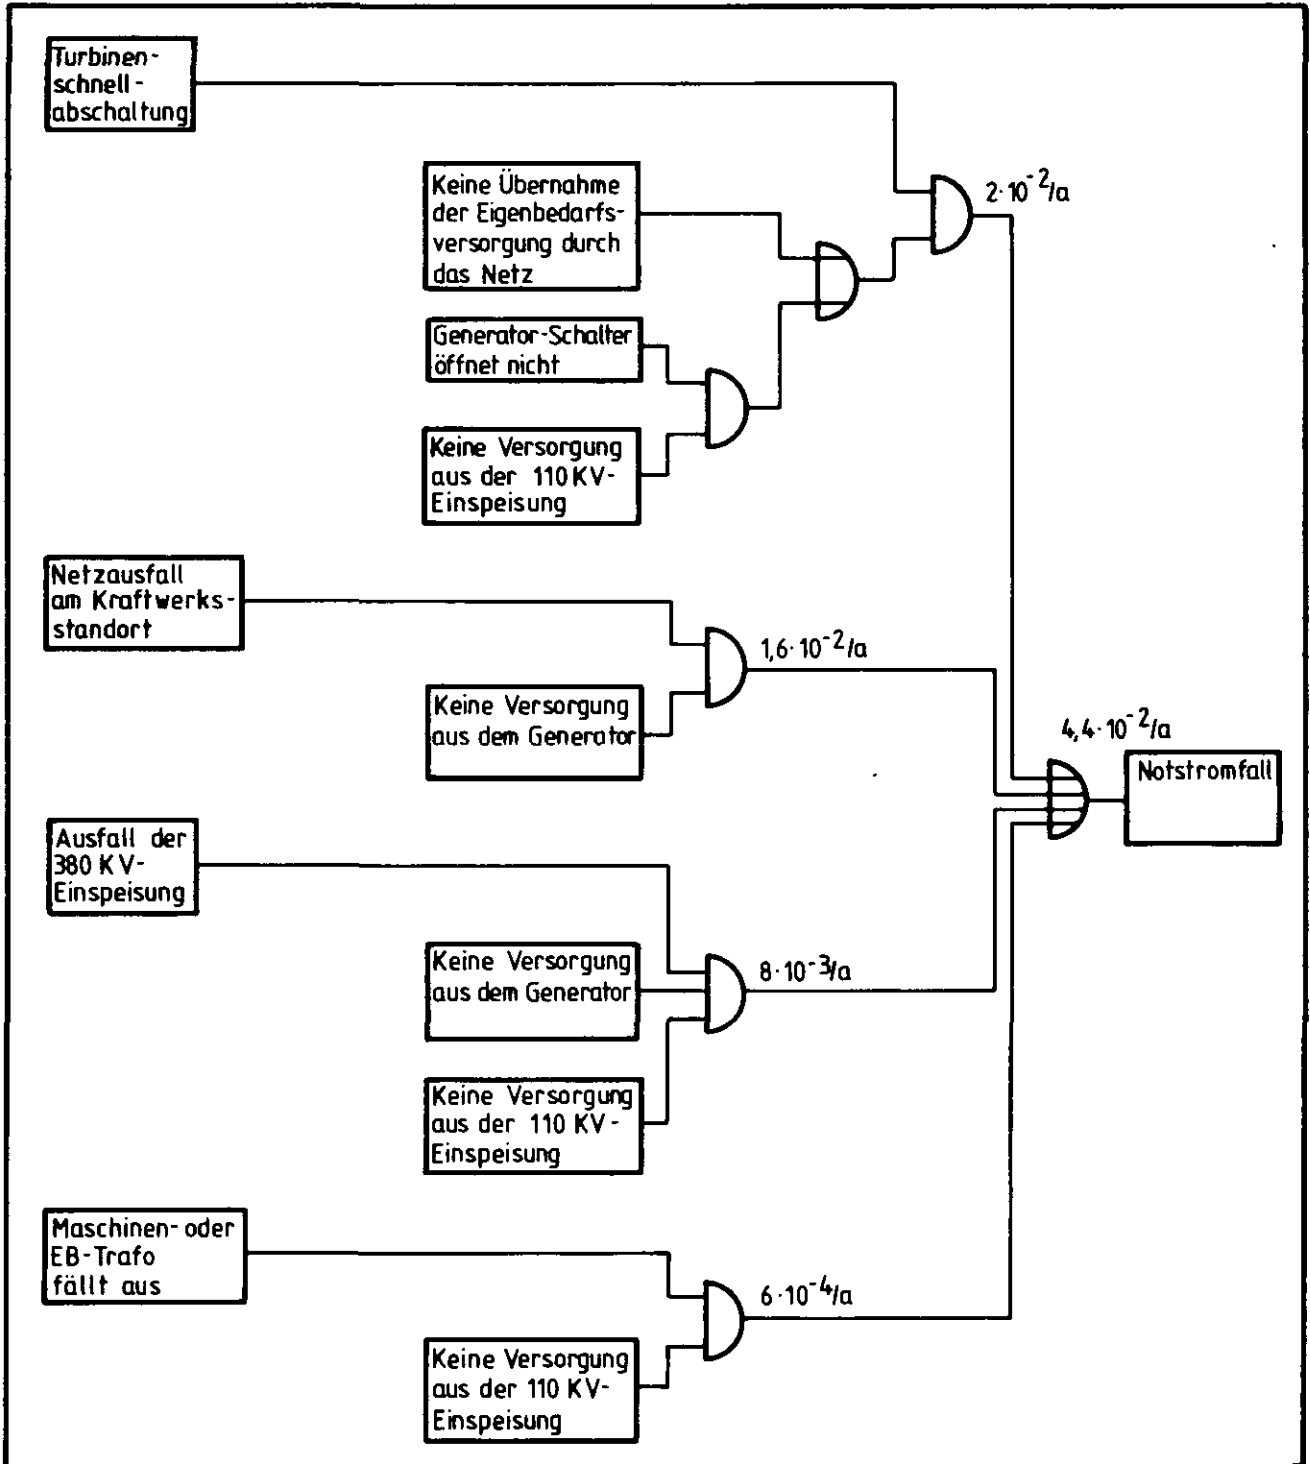 Turbinen-
schnell-
abschaltung
2·10⁻²/a
Keine Übernahme
der Eigenbedarfs-
versorgung durch
das Netz
Generator-Schalter
öffnet nicht
Keine Versorgung
aus der 110 KV-
Einspeisung
Netzausfall
am Kraftwerks-
standort
1,6·10⁻²/a
Keine Versorgung
aus dem Generator
4,4·10⁻²/a
Notstromfall
Ausfall der
380 KV-
Einspeisung
Keine Versorgung
aus dem Generator
8·10⁻³/a
Keine Versorgung
aus der 110 KV-
Einspeisung
Maschinen- oder
EB-Trafo
fällt aus
6·10⁻⁴/a
Keine Versorgung
aus der 110 KV-
Einspeisung